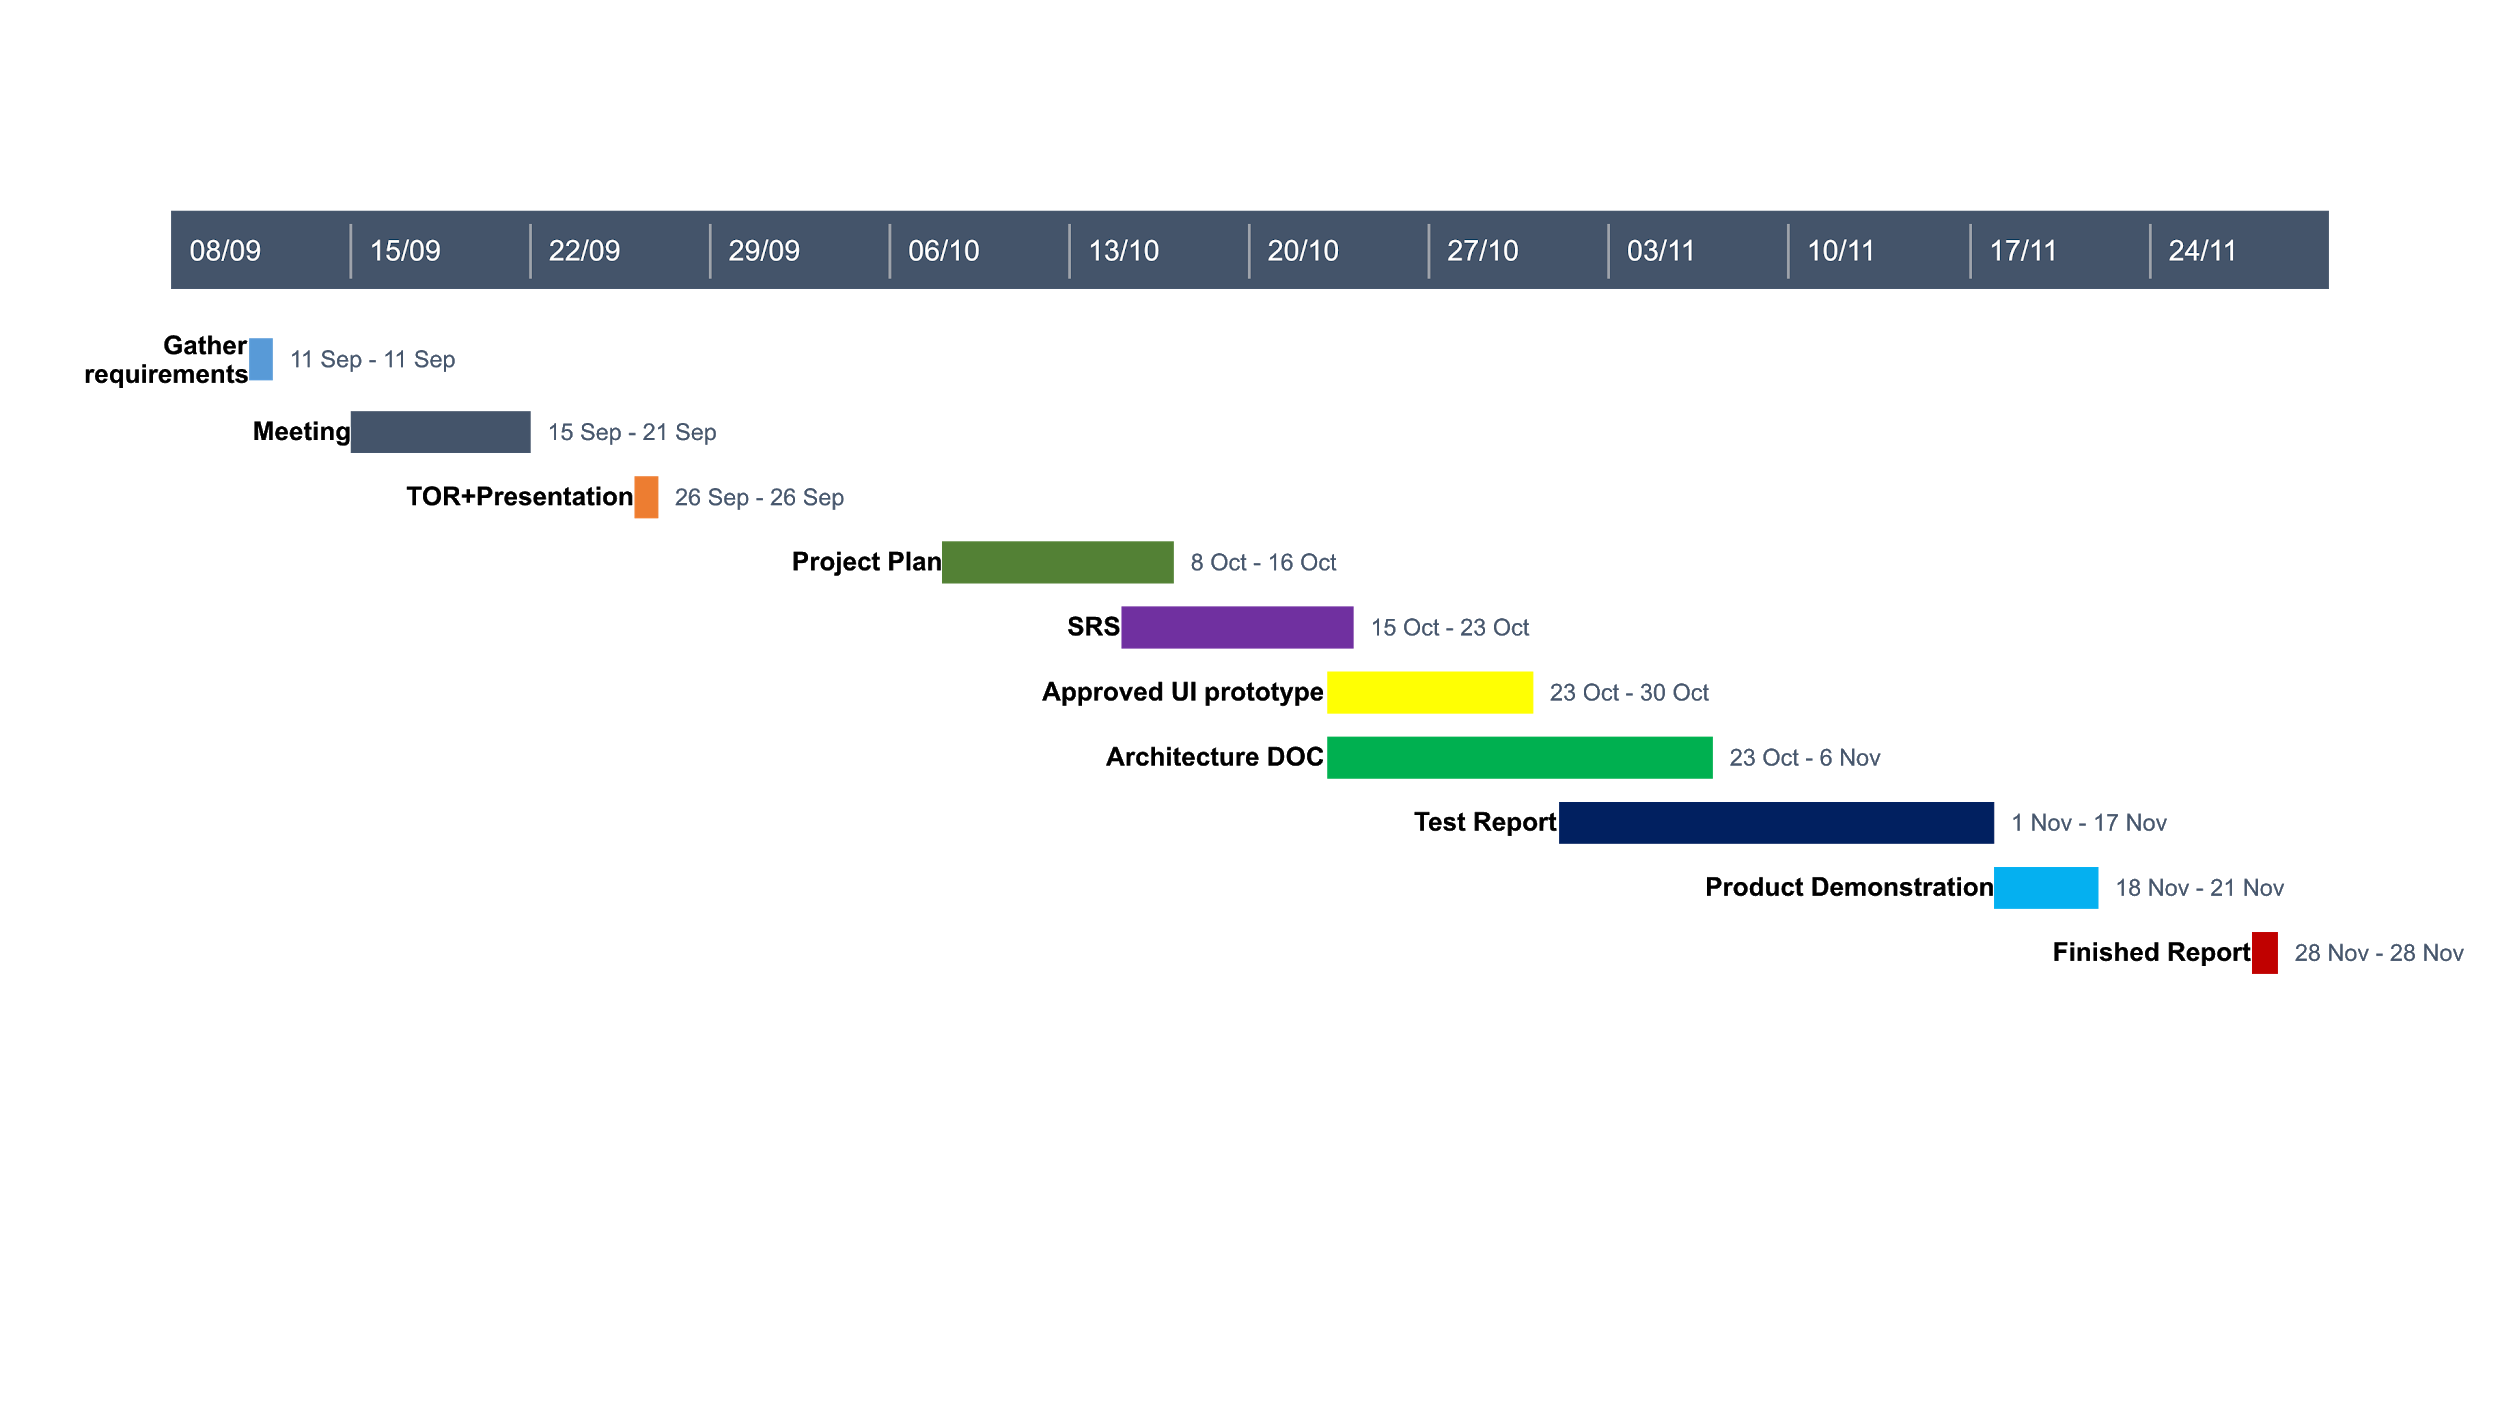 08/09 15/09 22/09 29/09 06/10 13/10 20/10 27/10 03/11 10/11 17/11 24/11
Gather
requirements
11 Sep - 11 Sep
Meeting 15 Sep - 21 Sep
TOR+Presentation 26 Sep - 26 Sep
Project Plan 8 Oct - 16 Oct
SRS 15 Oct - 23 Oct
Approved UI prototype 23 Oct - 30 Oct
Architecture DOC 23 Oct - 6 Nov
Test Report 1 Nov - 17 Nov
Product Demonstration 18 Nov - 21 Nov
Finished Report 28 Nov - 28 Nov